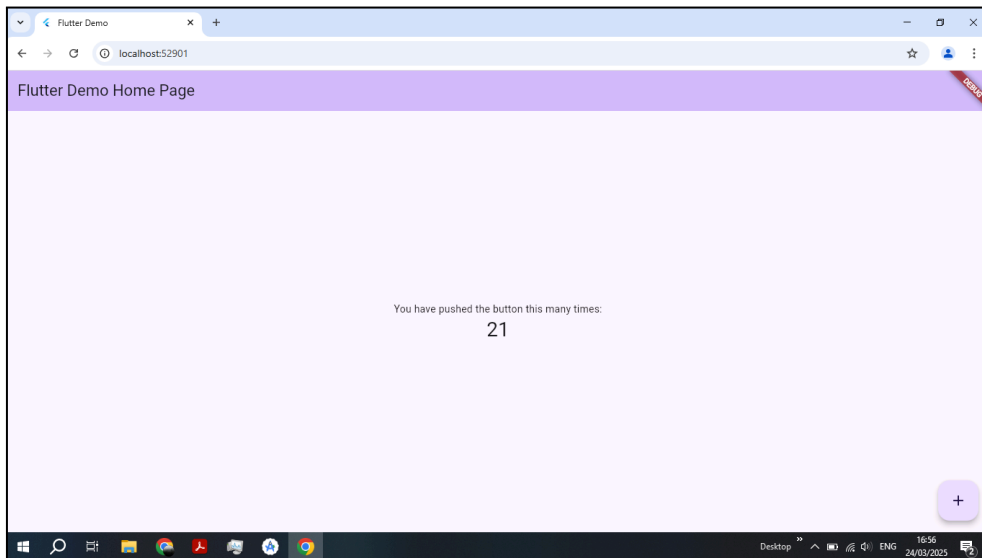 Flutter Demo
localhost:52901
Flutter Demo Home Page
DEBUG
You have pushed the button this many times:
21
+
Desktop
ENG
16:56
24/03/2025
2